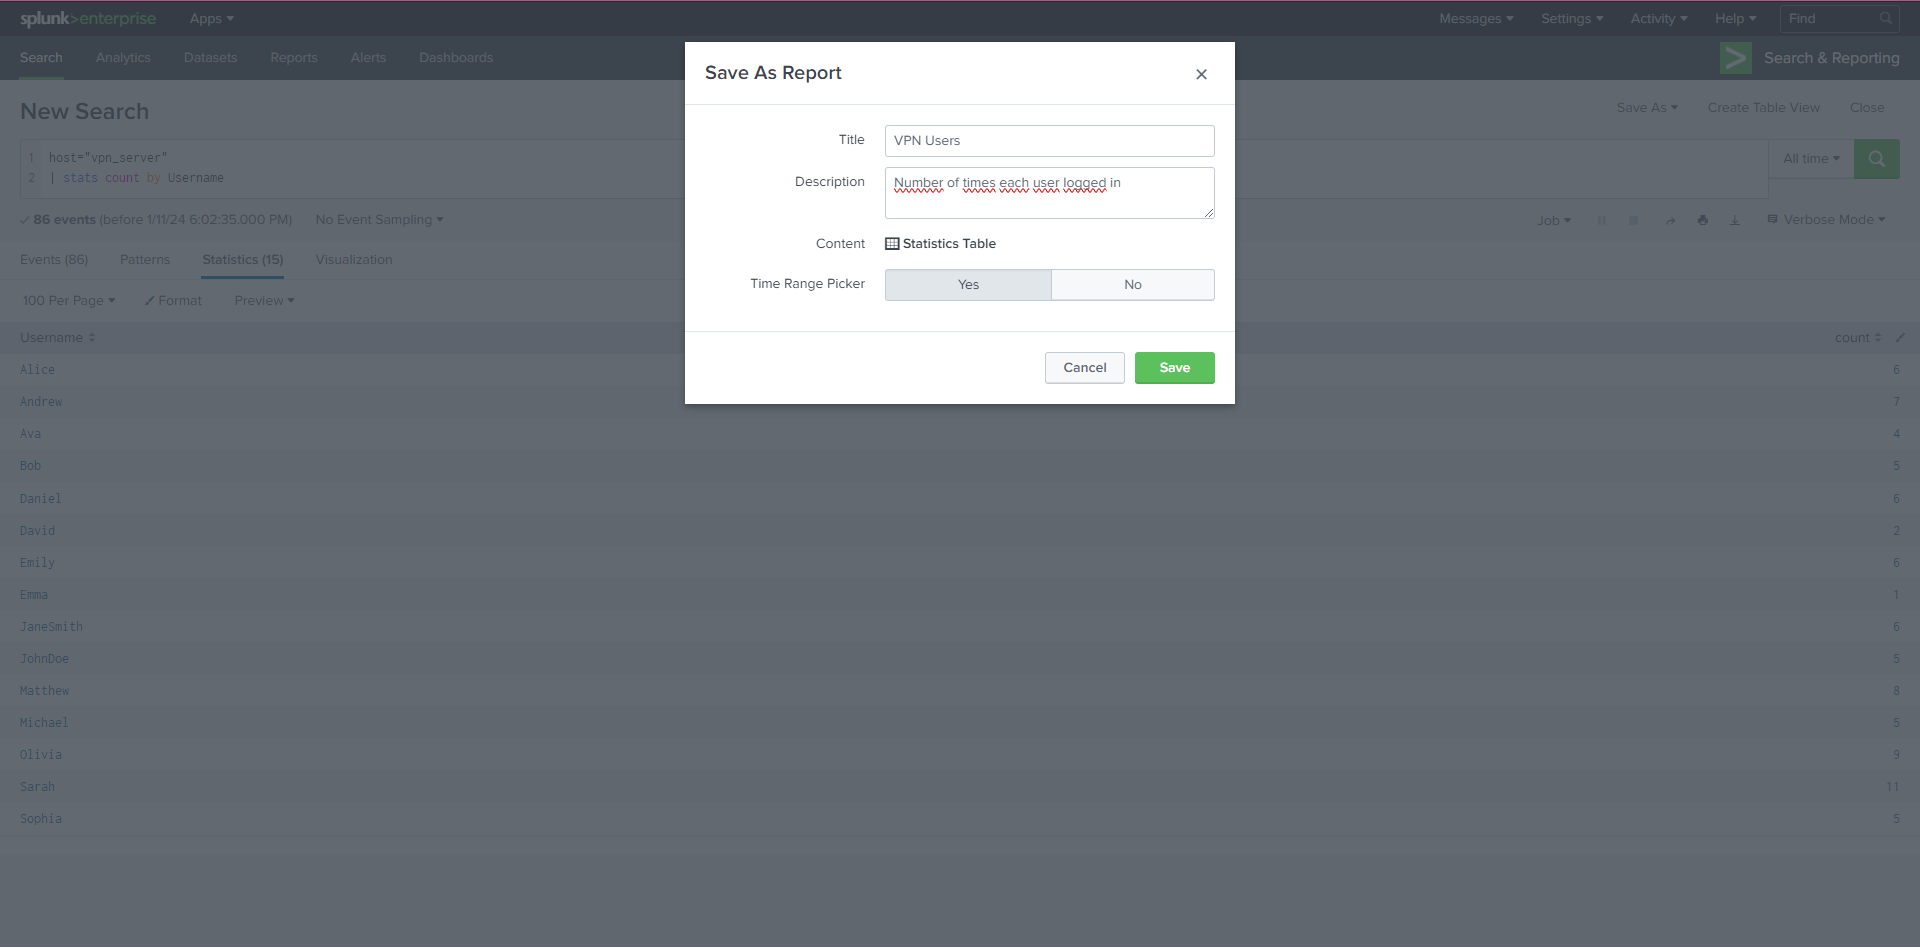 splunk>enterprise Apps Messages Settings Activity Help Find
Search Analytics Datasets Reports Alerts Dashboards Search & Reporting
Save As Report
New Search Save As Create Table View Close
Title VPN Users
1 host="vpn_server" All time
2 | stats count by Username
Description Number of times each user logged in
86 events (before 1/11/24 6:02:35.000 PM) No Event Sampling Job Verbose Mode
Content Statistics Table
Events (86) Patterns Statistics (15) Visualization
Time Range Picker Yes No
100 Per Page Format Preview
Username count
Cancel Save
Alice 6
Andrew 7
Ava 4
Bob 5
Daniel 6
David 2
Emily 6
Emma 1
JaneSmith 6
JohnDoe 5
Matthew 8
Michael 5
Olivia 9
Sarah 11
Sophia 5